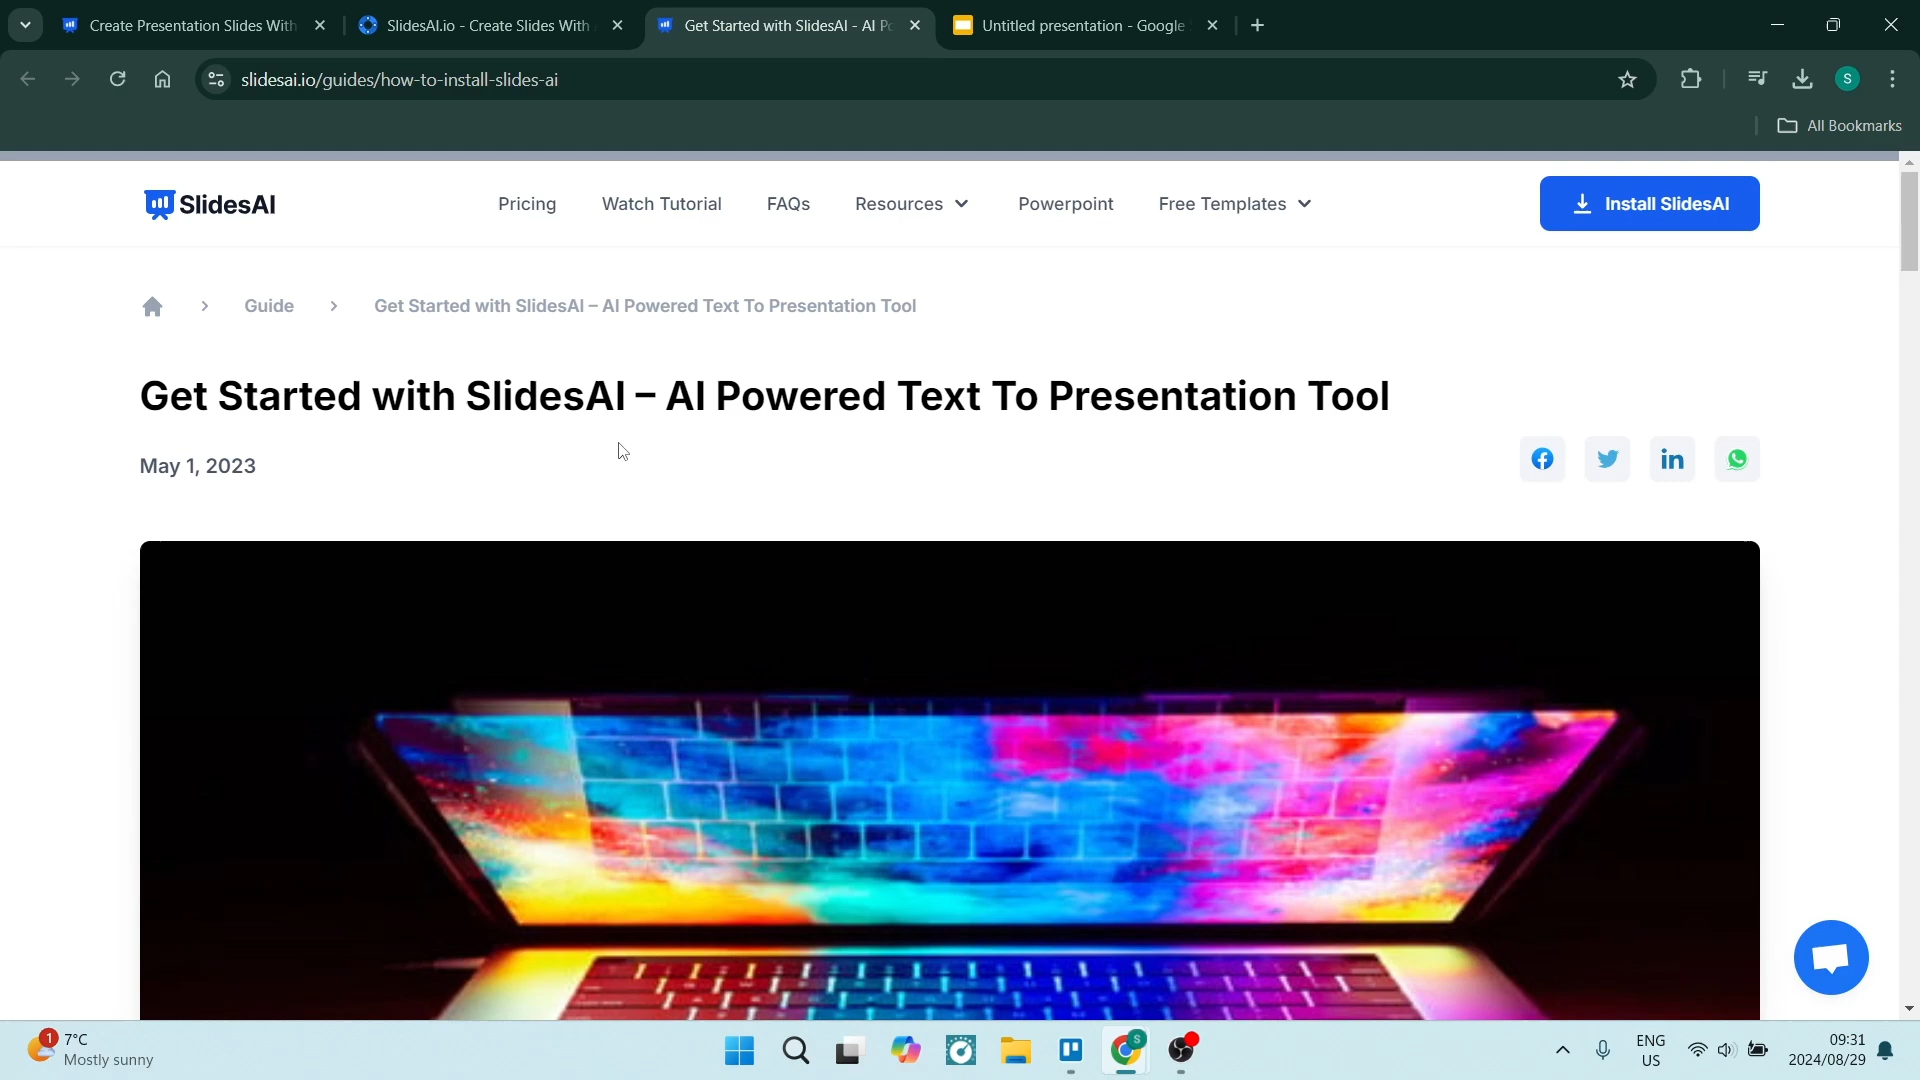 Create Presentation Slides With
SlidesAI.io - Create Slides With
Get Started with SlidesAI - AI Po
Untitled presentation - Google
slidesai.io/guides/how-to-install-slides-ai
S
All Bookmarks
SlidesAI
Pricing
Watch Tutorial
FAQs
Resources
Powerpoint
Free Templates
Install SlidesAI
Guide
Get Started with SlidesAI – AI Powered Text To Presentation Tool
Get Started with SlidesAI – AI Powered Text To Presentation Tool
May 1, 2023
1
7°C
Mostly sunny
S
ENG
US
09:31
2024/08/29